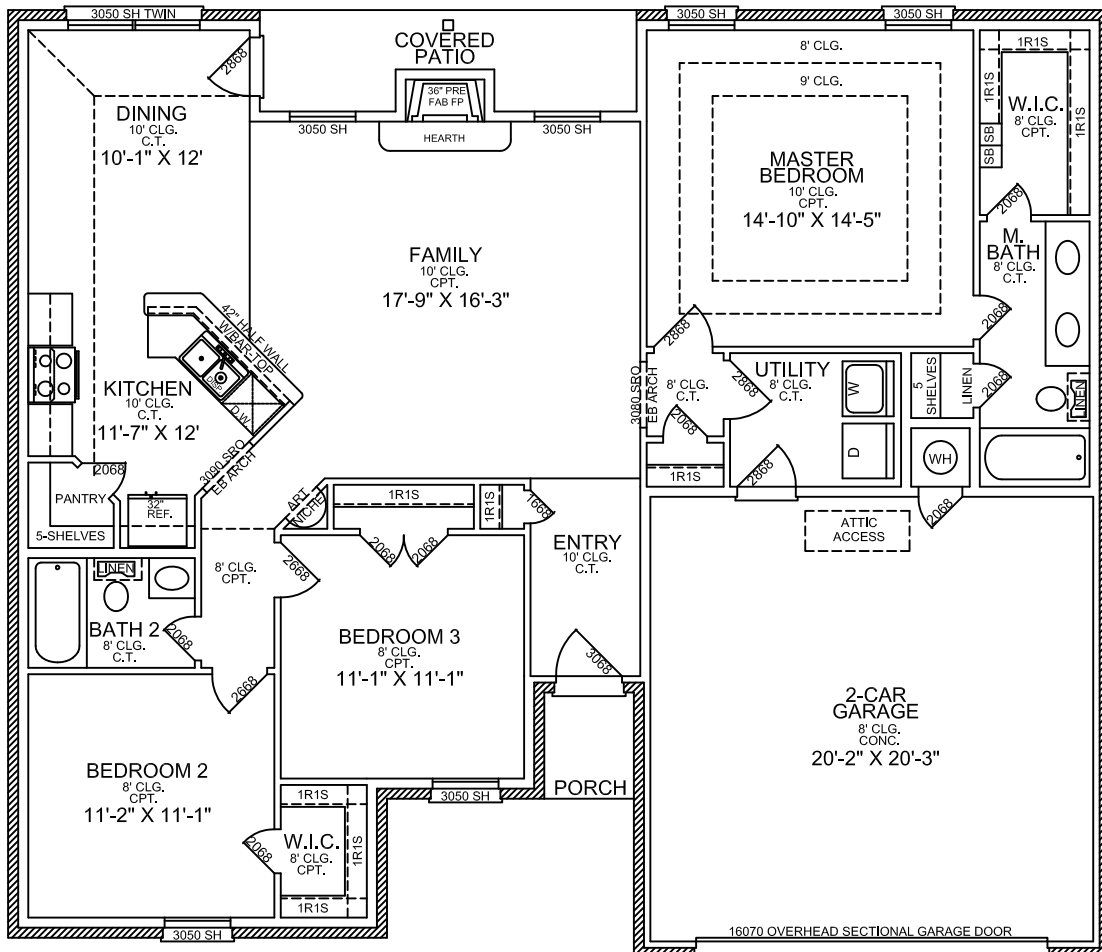 3050 SH TWIN
3050 SH
3050 SH
COVERED
PATIO
2868
36" PRE
FAB FP
HEARTH
3050 SH
3050 SH
DINING
10' CLG.
C.T.
10'-1" X 12'
8' CLG.
9' CLG.
MASTER
BEDROOM
10' CLG.
CPT.
14'-10" X 14'-5"
1R1S
1R1S
1R1S
W.I.C.
8' CLG.
CPT.
SB
SB
2068
M.
BATH
8' CLG.
C.T.
2068
2068
LINEN
FAMILY
10' CLG.
CPT.
17'-9" X 16'-3"
42" HALF WALL
W/BAR-TOP
DISP
D.W.
KITCHEN
10' CLG.
C.T.
11'-7" X 12'
3090 SRO
EB ARCH
2068
PANTRY
5-SHELVES
32"
REF.
2868
3080 SRO
EB ARCH
8' CLG.
C.T.
2868
2068
1R1S
UTILITY
8' CLG.
C.T.
W
D
2868
5
SHELVES
LINEN
WH
2068
ART
NICHE
1R1S
1R1S
1668
2068
2068
ENTRY
10' CLG.
C.T.
3068
ATTIC
ACCESS
8' CLG.
CPT.
2668
LINEN
BATH 2
8' CLG.
C.T.
2068
2668
BEDROOM 3
8' CLG.
CPT.
11'-1" X 11'-1"
3050 SH
BEDROOM 2
8' CLG.
CPT.
11'-2" X 11'-1"
2068
1R1S
W.I.C.
8' CLG.
CPT.
1R1S
1R1S
3050 SH
PORCH
2-CAR
GARAGE
8' CLG.
CONC.
20'-2" X 20'-3"
16070 OVERHEAD SECTIONAL GARAGE DOOR